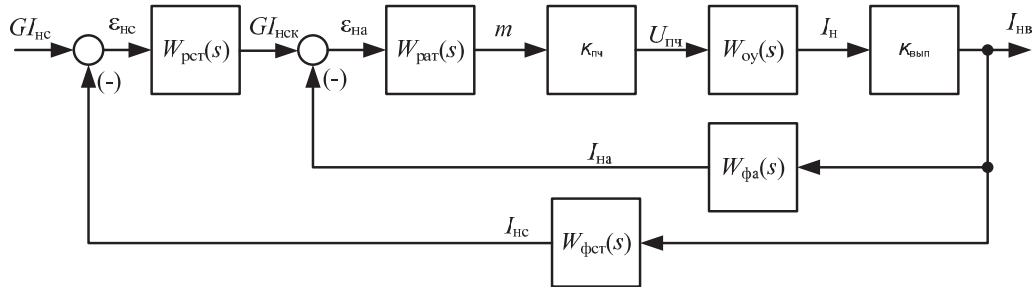 GIнс
εнс
(-)
Wрст(s)
GIнск
εна
(-)
Wрат(s)
m
κпч
Uпч
Wоу(s)
Iн
κвып
Iнв
Iна
Wфа(s)
Iнс
Wфст(s)